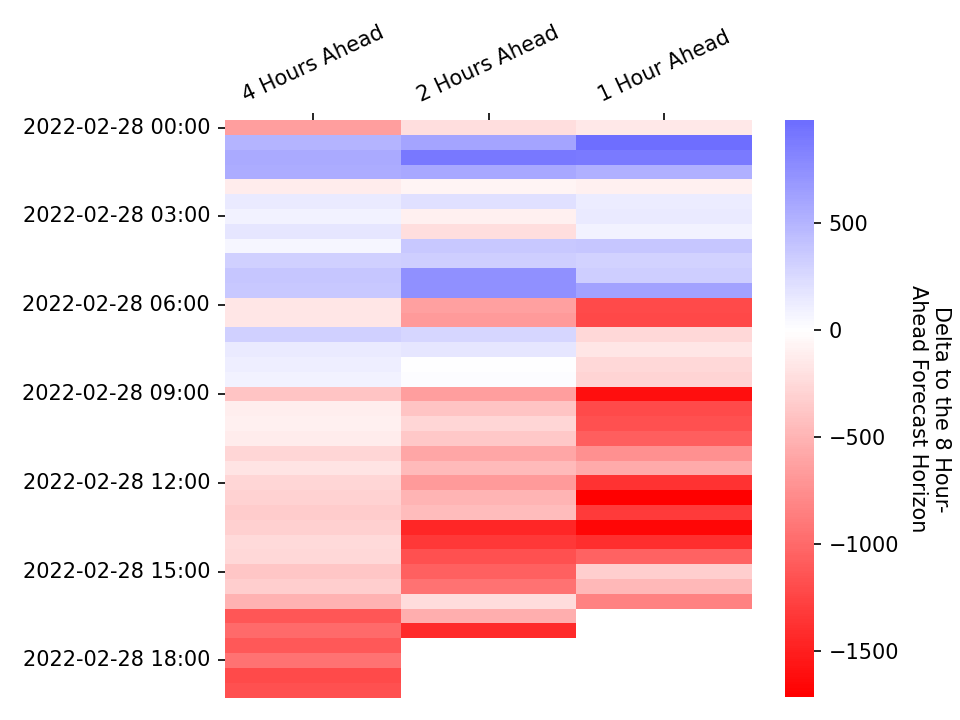 4 Hours Ahead
2 Hours Ahead
1 Hour Ahead
2022-02-28 00:00
2022-02-28 03:00
2022-02-28 06:00
2022-02-28 09:00
2022-02-28 12:00
2022-02-28 15:00
2022-02-28 18:00
500
0
−500
−1000
−1500
Delta to the 8 Hour-
Ahead Forecast Horizon